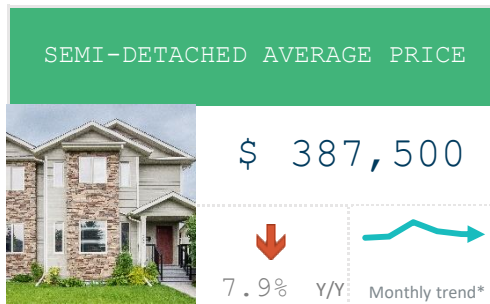 SEMI-DETACHED AVERAGE PRICE
$ 387,500
7.9% Y/Y
Monthly trend*